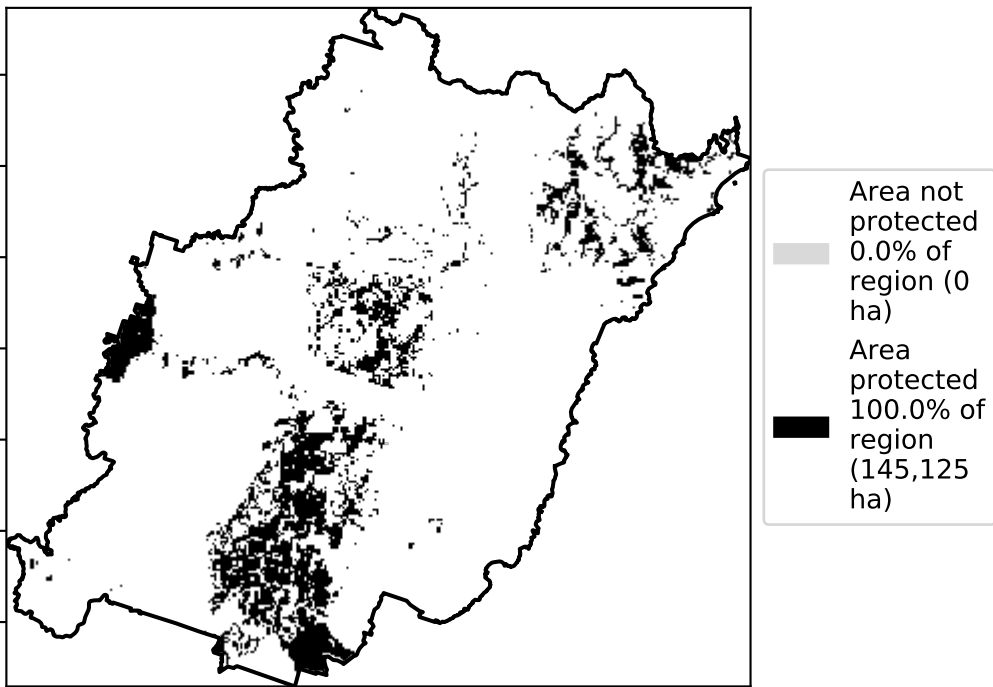 Area not
protected
0.0% of
region (0
ha)
Area
protected
100.0% of
region
(145,125
ha)